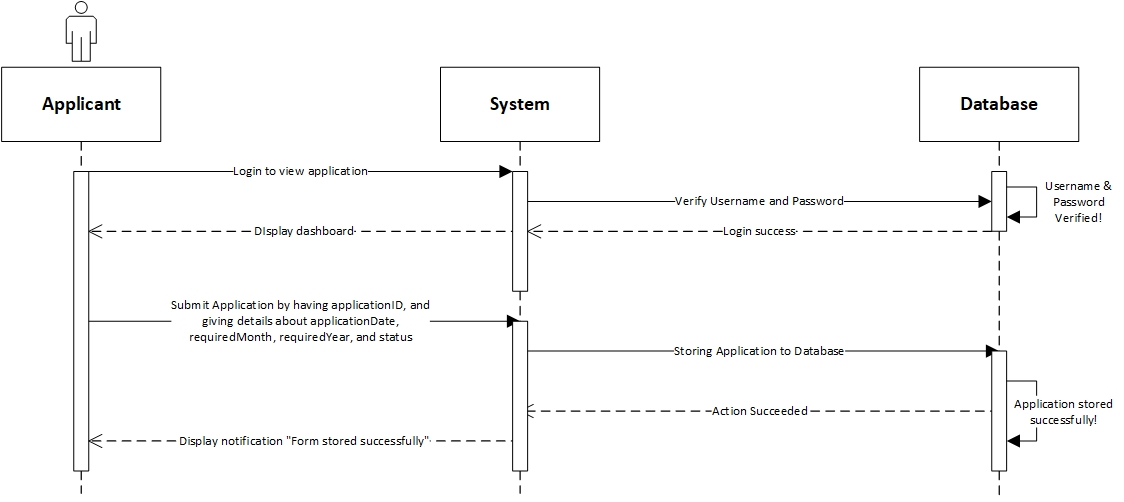 Applicant
System
Database
Login to view application
Username &
Password
Verified!
Verify Username and Password
DIsplay dashboard
Login success
Submit Application by having applicationID, and
giving details about applicationDate,
requiredMonth, requiredYear, and status
Storing Application to Database
Application stored
successfully!
Action Succeeded
Display notification "Form stored successfully"